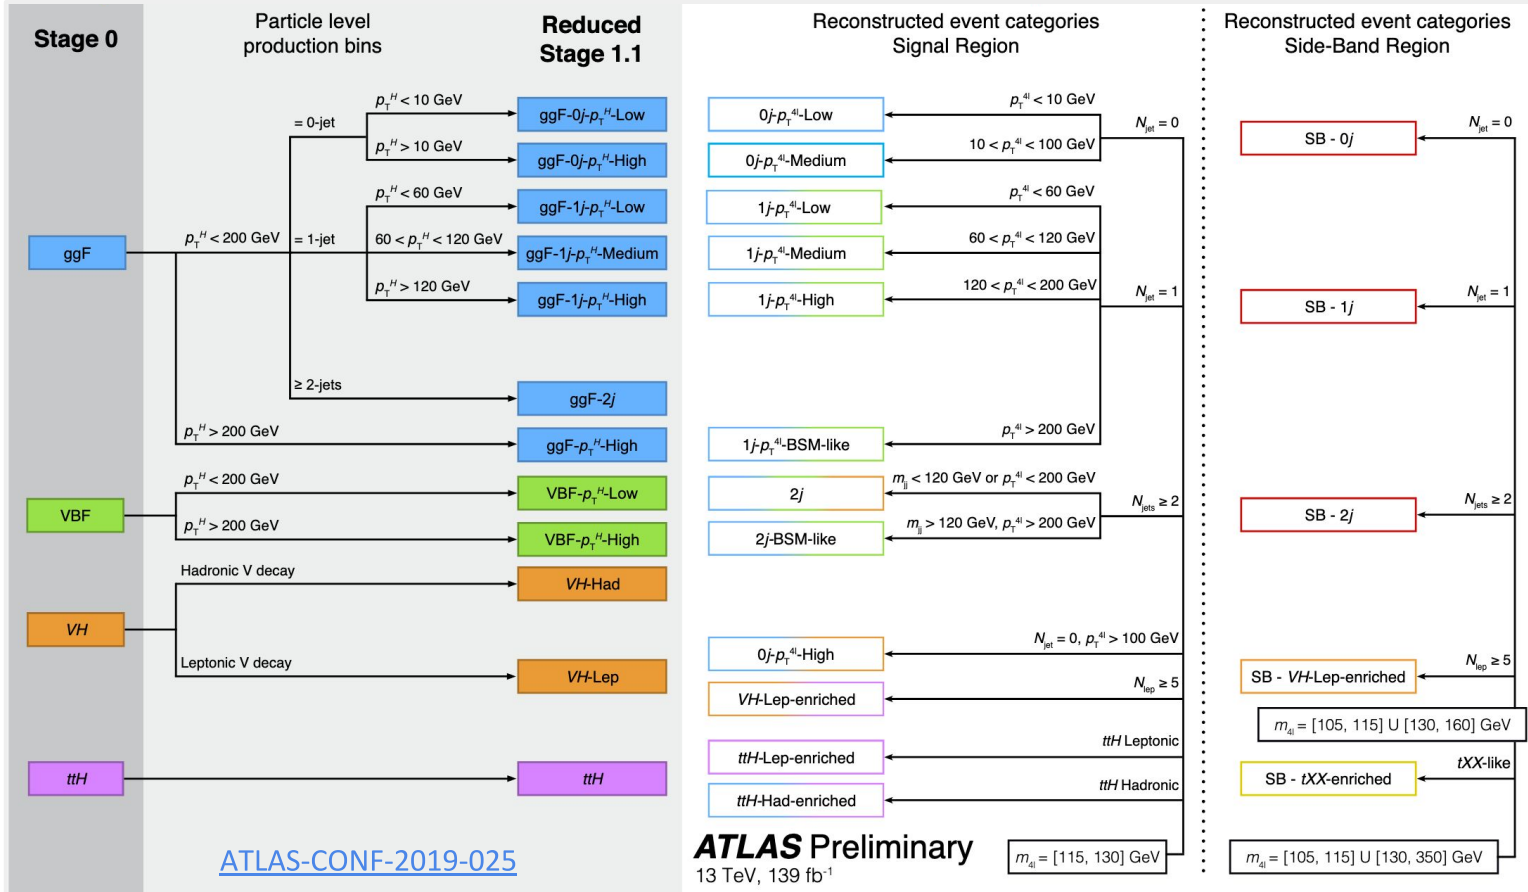 Stage 0
Particle level
production bins
Reduced
Stage 1.1
Reconstructed event categories
Signal Region
Reconstructed event categories
Side-Band Region
ggF
p_T^H < 200 GeV
p_T^H > 200 GeV
= 0-jet
= 1-jet
≥ 2-jets
p_T^H < 10 GeV
p_T^H > 10 GeV
p_T^H < 60 GeV
60 < p_T^H < 120 GeV
p_T^H > 120 GeV
ggF-0j-p_T^H-Low
ggF-0j-p_T^H-High
ggF-1j-p_T^H-Low
ggF-1j-p_T^H-Medium
ggF-1j-p_T^H-High
ggF-2j
ggF-p_T^H-High
VBF
p_T^H < 200 GeV
p_T^H > 200 GeV
VBF-p_T^H-Low
VBF-p_T^H-High
VH
Hadronic V decay
Leptonic V decay
VH-Had
VH-Lep
ttH
ttH
ATLAS-CONF-2019-025
0j-p_T^4l-Low
p_T^4l < 10 GeV
0j-p_T^4l-Medium
10 < p_T^4l < 100 GeV
N_jet = 0
1j-p_T^4l-Low
p_T^4l < 60 GeV
1j-p_T^4l-Medium
60 < p_T^4l < 120 GeV
1j-p_T^4l-High
120 < p_T^4l < 200 GeV
N_jet = 1
1j-p_T^4l-BSM-like
p_T^4l > 200 GeV
2j
m_jj < 120 GeV or p_T^4l < 200 GeV
2j-BSM-like
m_jj > 120 GeV, p_T^4l > 200 GeV
N_jets ≥ 2
0j-p_T^4l-High
N_jet = 0, p_T^4l > 100 GeV
VH-Lep-enriched
N_lep ≥ 5
ttH-Lep-enriched
ttH Leptonic
ttH-Had-enriched
ttH Hadronic
ATLAS Preliminary
13 TeV, 139 fb^-1
m_4l = [115, 130] GeV
SB - 0j
N_jet = 0
SB - 1j
N_jet = 1
SB - 2j
N_jets ≥ 2
SB - VH-Lep-enriched
N_lep ≥ 5
m_4l = [105, 115] U [130, 160] GeV
SB - tXX-enriched
tXX-like
m_4l = [105, 115] U [130, 350] GeV